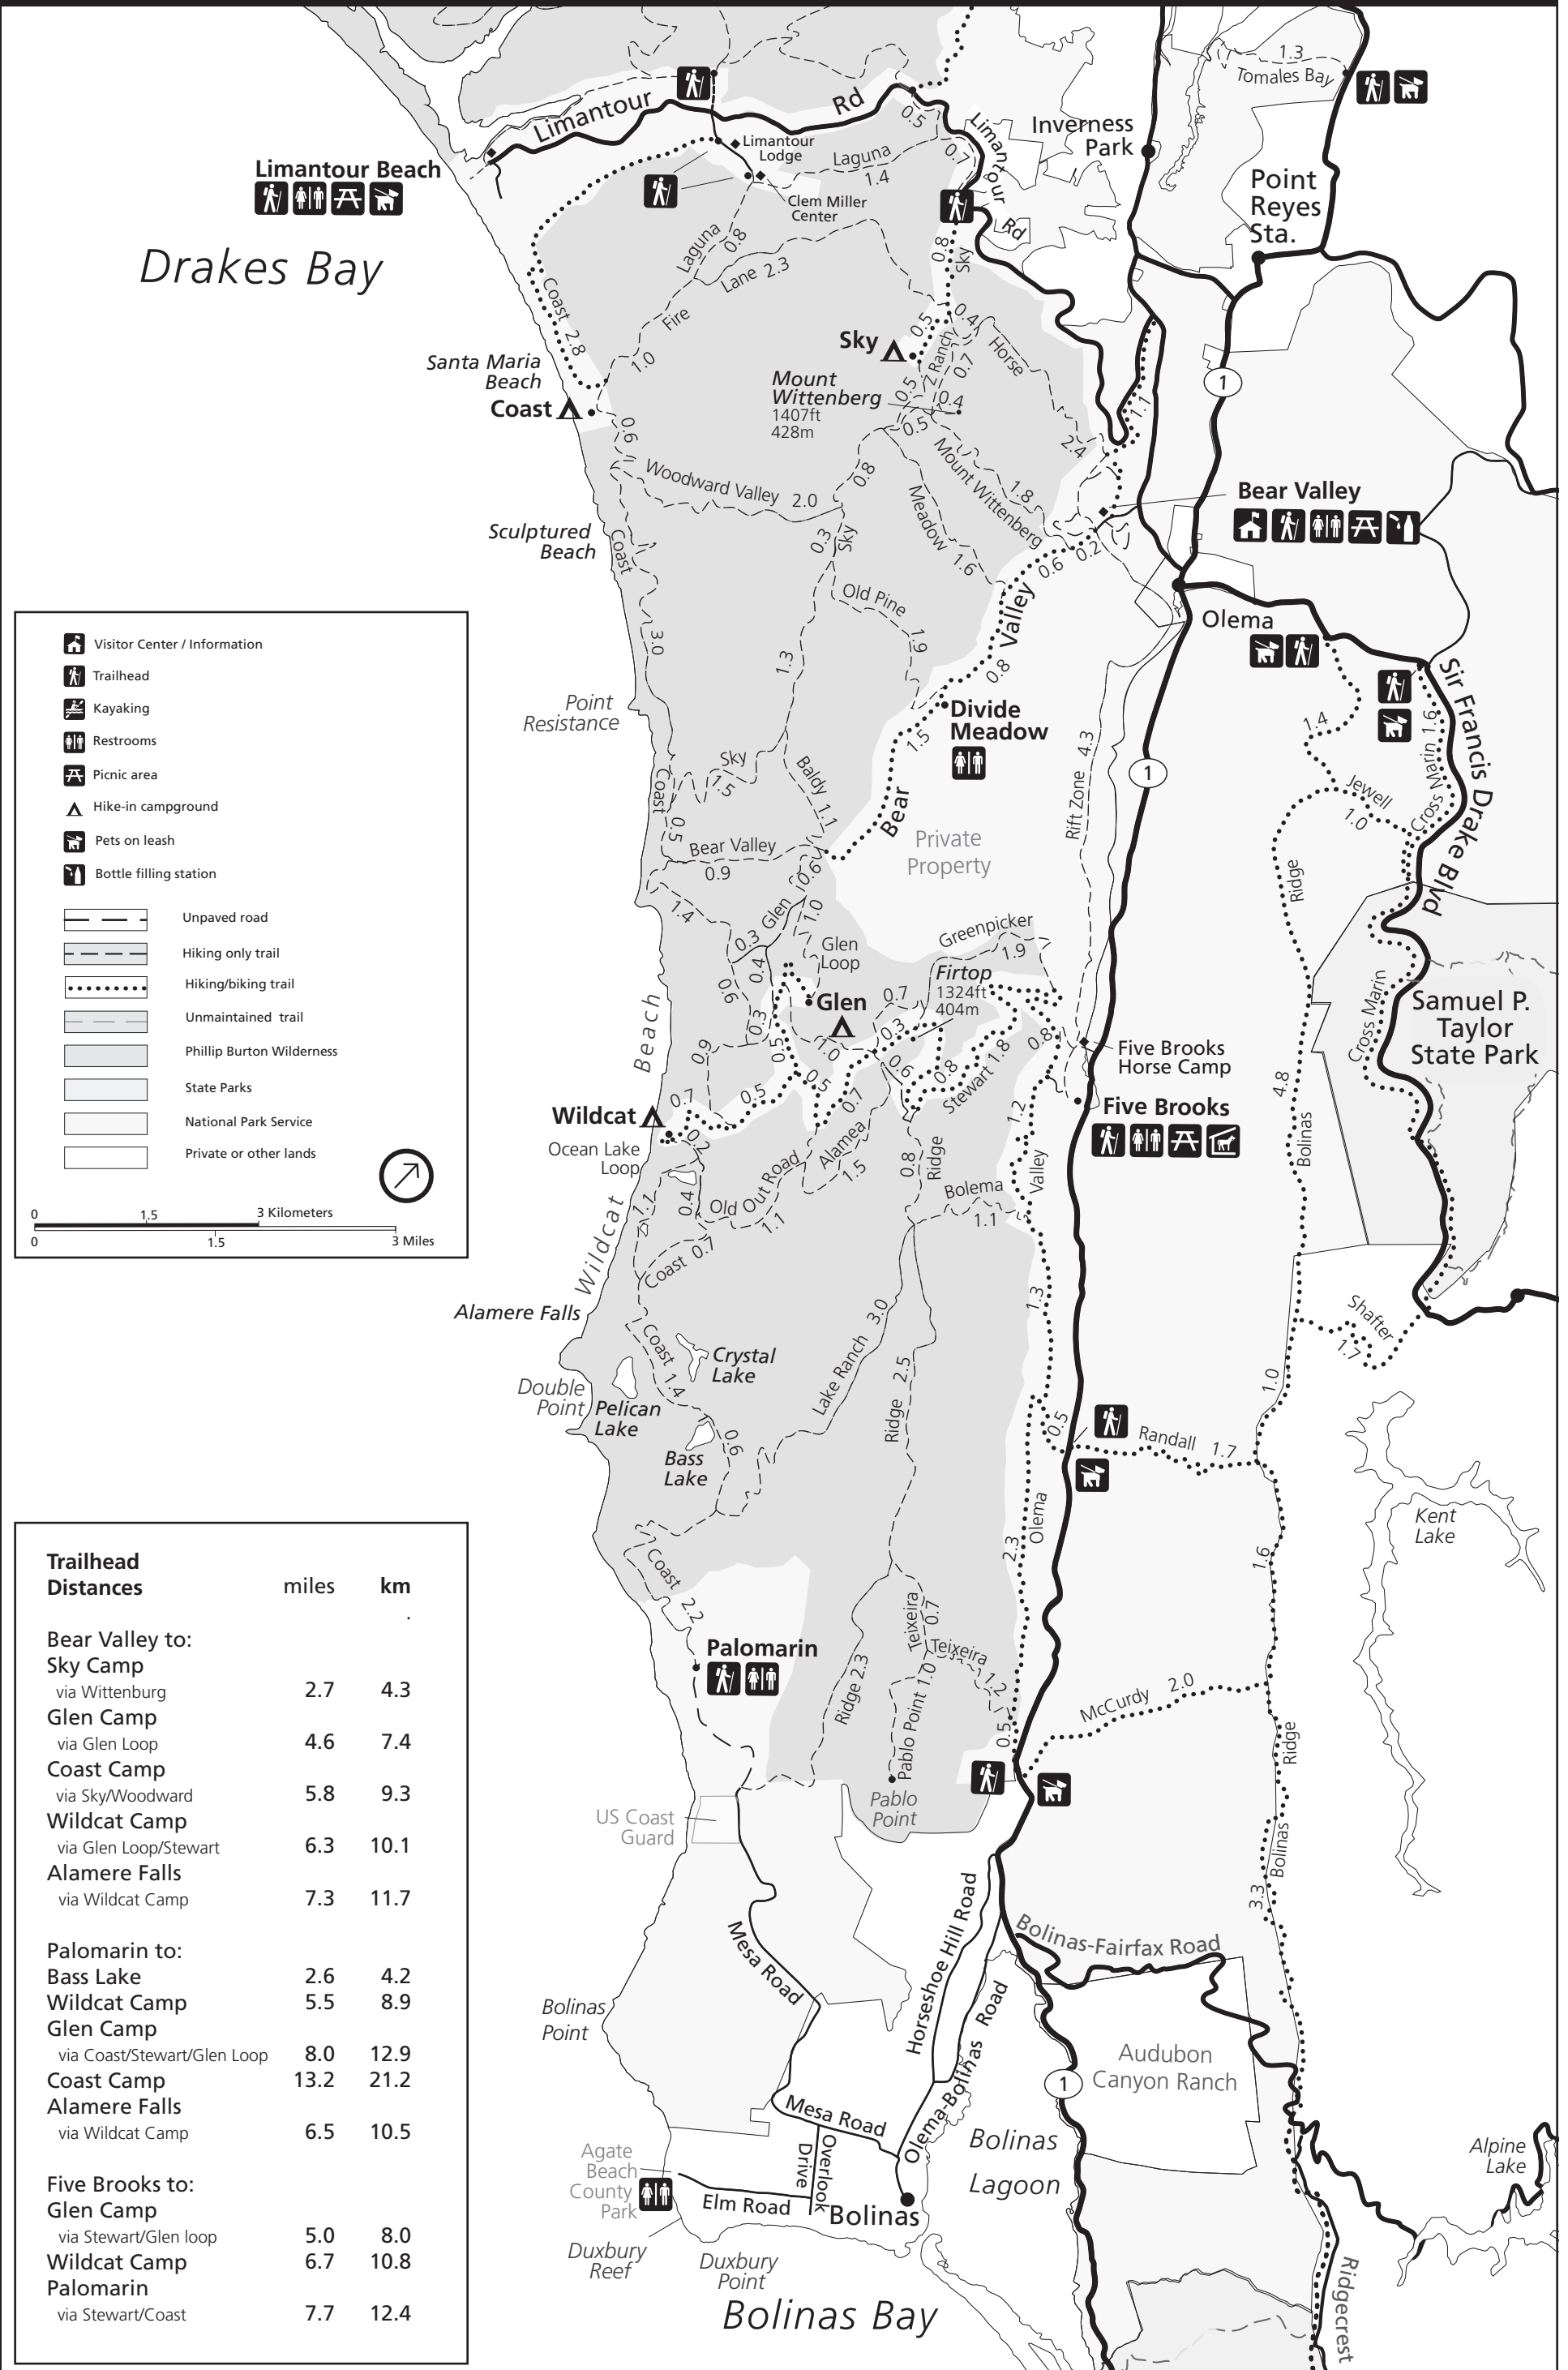 1.3
Tomales Bay
Limantour
Rd
0.5
Limantour
Rd
Inverness
Park
Limantour
Lodge
Laguna
1.4
0.7
Limantour Beach
Clem Miller
Center
Point
Reyes
Sta.
Drakes Bay
Laguna
0.8
Lane 2.3
0.8
Sky
Coast 2.8
Fire
1.0
0.5
0.4
Sky
Z Ranch
0.7
Horse
Santa Maria
Beach
Coast
Mount
Wittenberg
1407ft
428m
0.5
0.4
0.5
1
1.1
2.4
0.6
Woodward Valley 2.0
0.8
Mount Wittenberg
1.8
Meadow
1.6
Bear Valley
Sculptured
Beach
Coast
0.3
Sky
0.6
0.2
Old Pine
1.9
Valley
Olema
3.0
1.3
0.8
Point
Resistance
Divide
Meadow
1.5
Rift Zone 4.3
1
1.4
Cross Marin 1.6
Sir Francis Drake Blvd
Sky
1.5
Baldy 1.1
Coast
0.5
Bear
Jewell
1.0
Private
Property
Bear Valley
0.9
0.6
Ridge
1.4
Glen
1.0
0.3
Glen
Loop
0.4
0.6
Greenpicker
1.9
Firtop
1324ft
404m
Glen
0.7
0.3
0.3
0.5
1.0
0.9
0.6
0.8
Stewart 1.8
0.8
Five Brooks
Horse Camp
Cross Marin
Samuel P.
Taylor
State Park
Beach
0.7
0.5
0.5
0.7
Wildcat
Five Brooks
1.2
4.8
Bolinas
Ocean Lake
Loop
0.2
0.4
1.1
Old Out Road
1.1
Alamea
1.5
0.8
Ridge
Valley
Bolema
1.1
Wildcat
Coast 0.7
Alamere Falls
3.0
1.3
Shafter
1.7
Coast
1.4
Crystal
Lake
Lake Ranch
Ridge
2.5
1.0
Double
Point
Pelican
Lake
0.6
Bass
Lake
0.5
Randall 1.7
Olema
2.3
Kent
Lake
1.6
Coast
2.2
Teixeira
0.7
Teixeira
1.2
Palomarin
Ridge 2.3
Pablo Point 1.0
0.5
McCurdy
2.0
Ridge
Pablo
Point
US Coast
Guard
Bolinas
3.3
Mesa Road
Horseshoe Hill Road
Bolinas-Fairfax Road
Olema-Bolinas Road
Bolinas
Point
Audubon
Canyon Ranch
1
Mesa Road
Bolinas
Lagoon
Alpine
Lake
Agate
Beach
County
Park
Overlook
Drive
Elm Road
Bolinas
Duxbury
Reef
Duxbury
Point
Bolinas Bay
Ridgecrest
Visitor Center / Information
Trailhead
Kayaking
Restrooms
Picnic area
Hike-in campground
Pets on leash
Bottle filling station
Unpaved road
Hiking only trail
Hiking/biking trail
Unmaintained trail
Phillip Burton Wilderness
State Parks
National Park Service
Private or other lands
0 1.5 3 Kilometers
0 1.5 3 Miles
Trailhead
Distances miles km
.
Bear Valley to:
Sky Camp
via Wittenburg 2.7 4.3
Glen Camp
via Glen Loop 4.6 7.4
Coast Camp
via Sky/Woodward 5.8 9.3
Wildcat Camp
via Glen Loop/Stewart 6.3 10.1
Alamere Falls
via Wildcat Camp 7.3 11.7
Palomarin to:
Bass Lake 2.6 4.2
Wildcat Camp 5.5 8.9
Glen Camp
via Coast/Stewart/Glen Loop 8.0 12.9
Coast Camp 13.2 21.2
Alamere Falls
via Wildcat Camp 6.5 10.5
Five Brooks to:
Glen Camp
via Stewart/Glen loop 5.0 8.0
Wildcat Camp 6.7 10.8
Palomarin
via Stewart/Coast 7.7 12.4